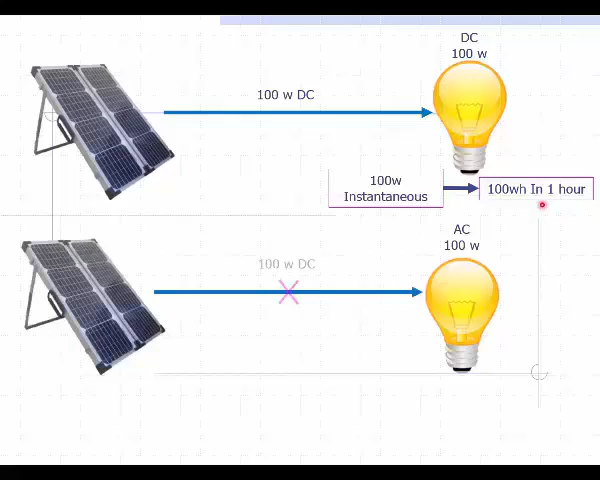 DC
100 w
100 w DC
100w
Instantaneous
100wh In 1 hour
AC
100 w
100 w DC